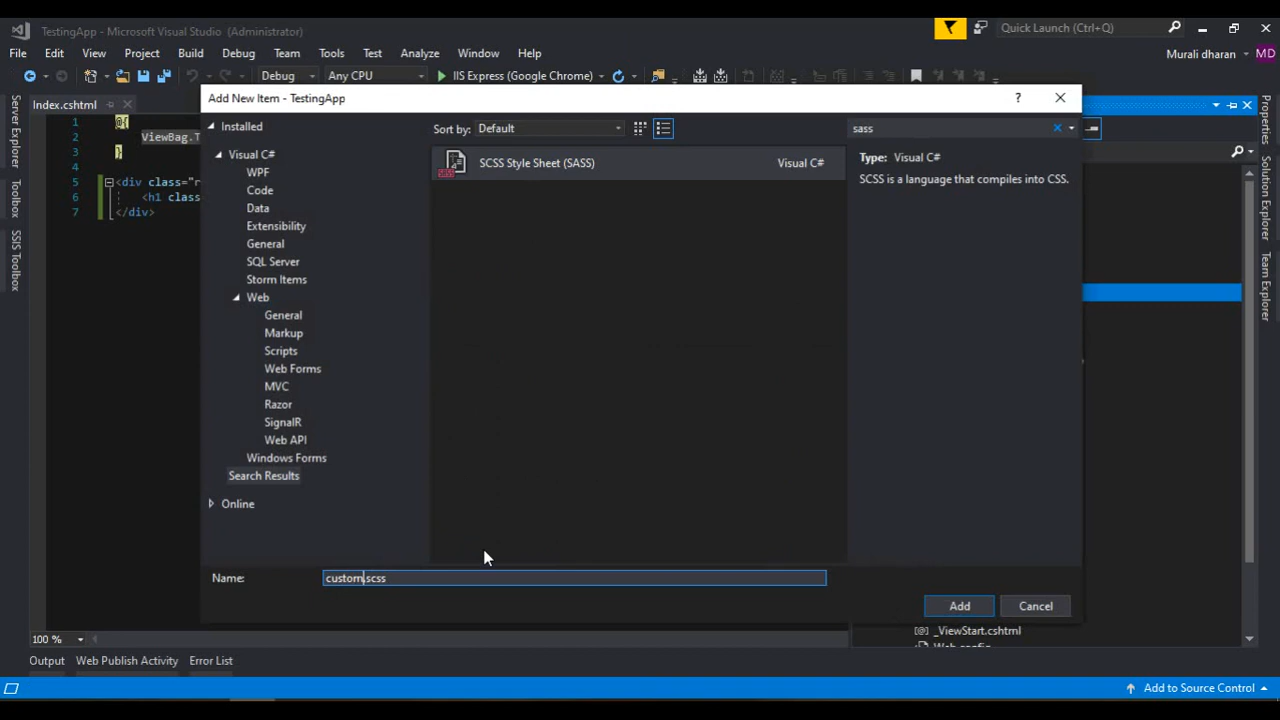 TestingApp - Microsoft Visual Studio (Administrator)
Quick Launch (Ctrl+Q)
File Edit View Project Build Debug Team Tools Test Analyze Window Help
Murali dharan MD
Debug Any CPU IIS Express (Google Chrome)
Index.cshtml
Add New Item - TestingApp
Server Explorer
Toolbox
SSIS Toolbox
1 @{
2 ViewBag.T
3 }
4
5 <div class="r
6 <h1 class
7 </div>
Installed
Visual C#
WPF
Code
Data
Extensibility
General
SQL Server
Storm Items
Web
General
Markup
Scripts
Web Forms
MVC
Razor
SignalR
Web API
Windows Forms
Search Results
Online
Sort by: Default
SCSS Style Sheet (SASS) Visual C#
sass
Type: Visual C#
SCSS is a language that compiles into CSS.
Name: custom.scss
Add Cancel
Properties
Solution Explorer
Team Explorer
_ViewStart.cshtml
Web.config
100 %
Output Web Publish Activity Error List
Add to Source Control